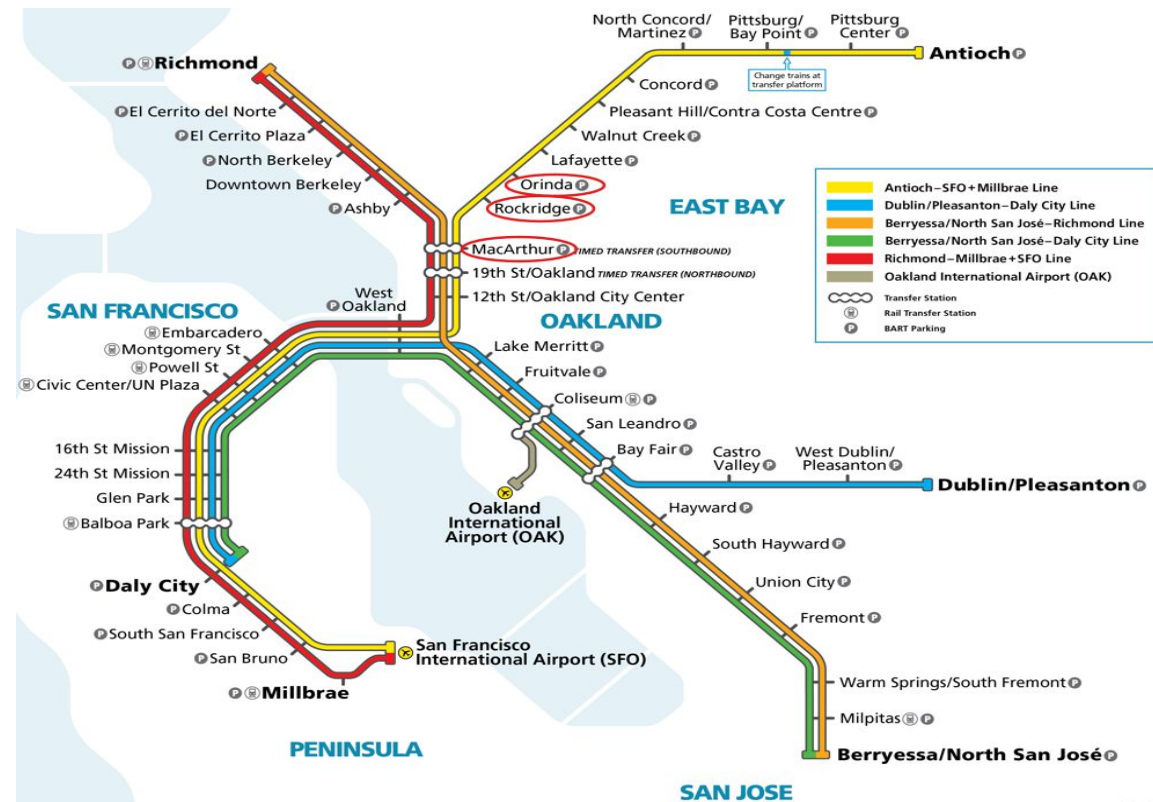 North Concord/
Martinez P
Pittsburg/
Bay Point P
Pittsburg
Center P
Antioch P
Change trains at
transfer platform
P Richmond
Concord P
P El Cerrito del Norte
Pleasant Hill/Contra Costa Centre P
P El Cerrito Plaza
Walnut Creek P
P North Berkeley
Lafayette P
Downtown Berkeley
Orinda P
P Ashby
Rockridge P
EAST BAY
Antioch–SFO+Millbrae Line
Dublin/Pleasanton–Daly City Line
Berryessa/North San José–Richmond Line
Berryessa/North San José–Daly City Line
Richmond–Millbrae+SFO Line
Oakland International Airport (OAK)
Transfer Station
Rail Transfer Station
P BART Parking
MacArthur P TIMED TRANSFER (SOUTHBOUND)
19th St/Oakland TIMED TRANSFER (NORTHBOUND)
12th St/Oakland City Center
West
P Oakland
SAN FRANCISCO
OAKLAND
Embarcadero
Montgomery St
Powell St
Civic Center/UN Plaza
Lake Merritt P
Fruitvale P
Coliseum P
San Leandro P
Bay Fair P
Castro
Valley P
West Dublin/
Pleasanton P
Dublin/Pleasanton P
16th St Mission
24th St Mission
Glen Park
Balboa Park
Oakland
International
Airport (OAK)
Hayward P
South Hayward P
Union City P
Fremont P
P Daly City
P Colma
P South San Francisco
P San Bruno
San Francisco
International Airport (SFO)
P Millbrae
Warm Springs/South Fremont P
Milpitas P
Berryessa/North San José P
PENINSULA
SAN JOSE